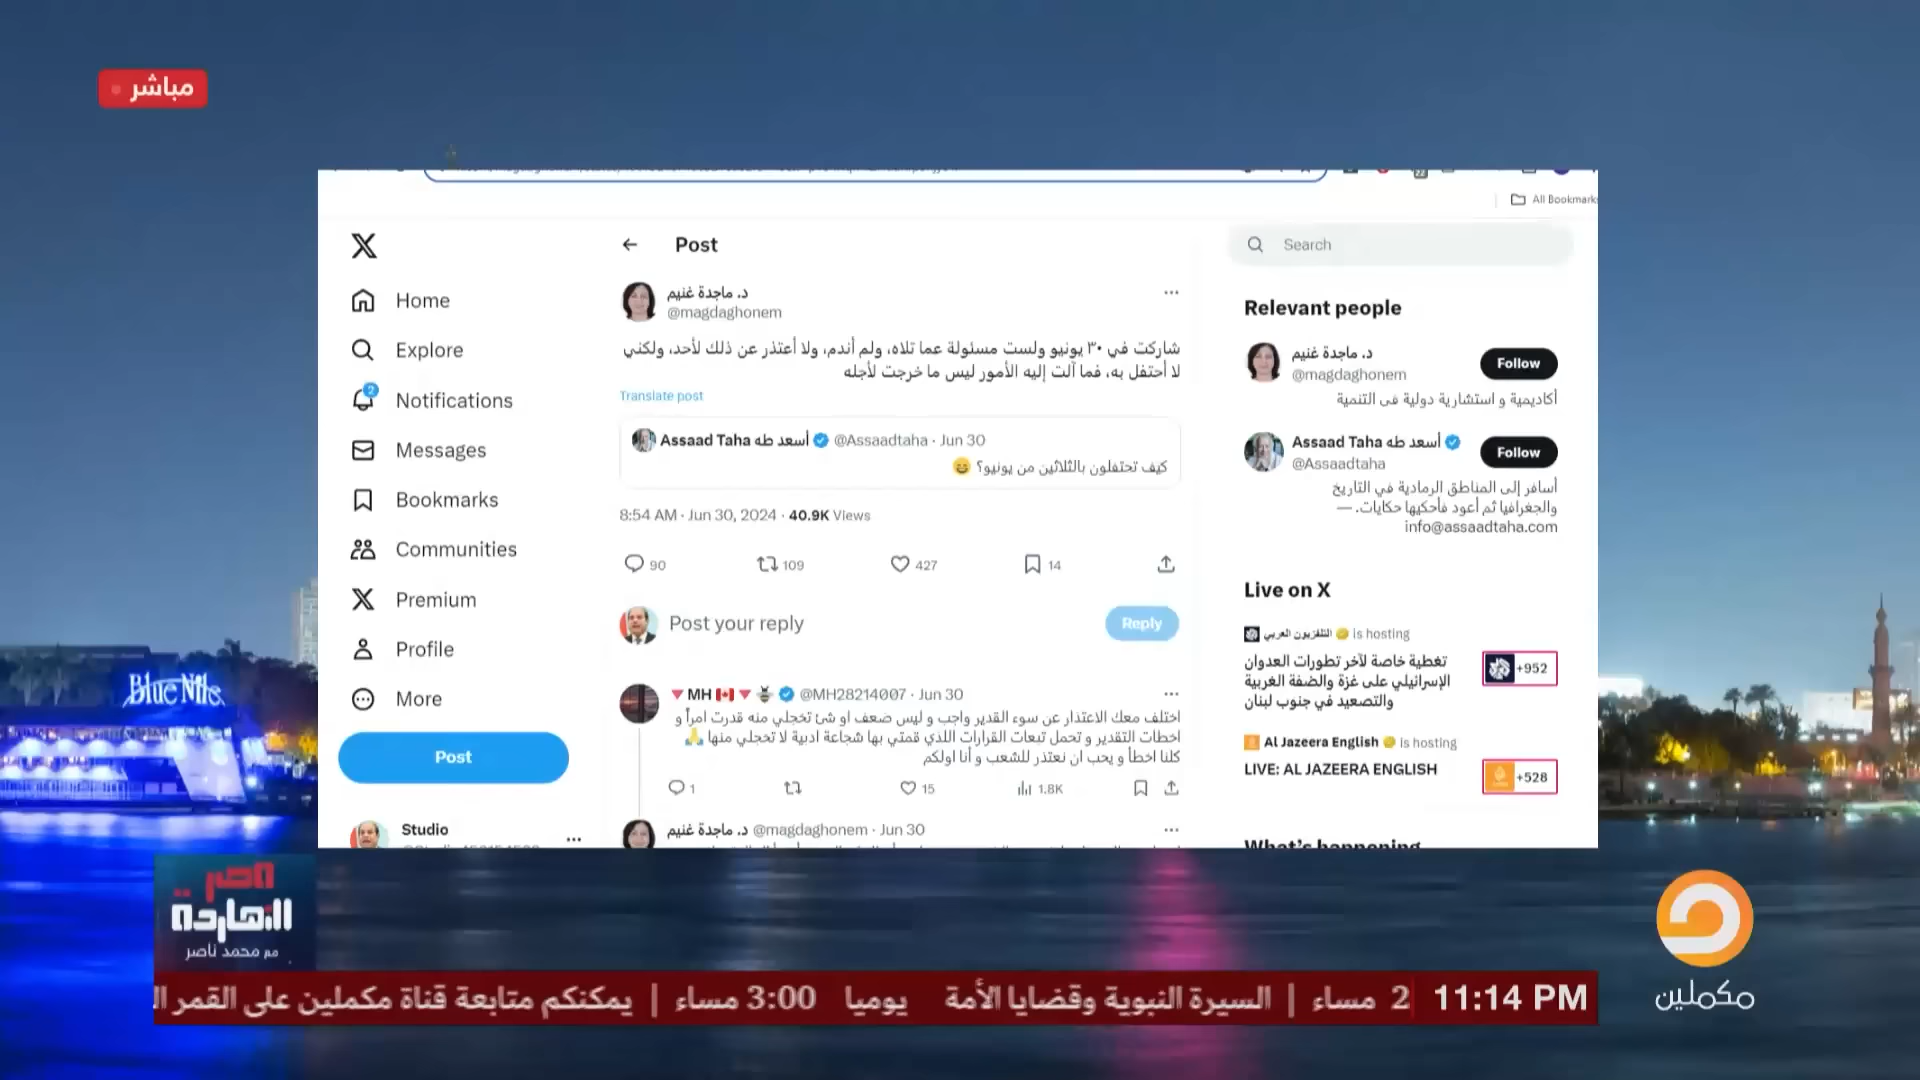 مباشر
All Bookmarks
Post
Search
د. ماجدة غنيم
@magdaghonem
شاركت في ٣٠ يونيو ولست مسئولة عما تلاه، ولم أندم، ولا أعتذر عن ذلك لأحد، ولكني
لا أحتفل به، فما آلت إليه الأمور ليس ما خرجت لأجله
Translate post
Assaad Taha أسعد طه @Assaadtaha · Jun 30
كيف تحتفلون بالثلاثين من يونيو؟ 😄
8:54 AM · Jun 30, 2024 · 40.9K Views
90 109 427 14
Post your reply
Reply
🔻MH 🇨🇦🔻🐝 @MH28214007 · Jun 30
اختلف معك الاعتذار عن سوء القدير واجب و ليس ضعف او شئ تخجلي منه قدرت امراً و
اخطات التقدير و تحمل تبعات القرارات اللذي قمتي بها شجاعة ادبية لا تخجلي منها🙏
كلنا اخطأ و يحب ان نعتذر للشعب و أنا اولكم
1 15 1.8K
د. ماجدة غنيم @magdaghonem · Jun 30
Home
Explore
2
Notifications
Messages
Bookmarks
Communities
Premium
Profile
More
Post
Studio
Relevant people
د. ماجدة غنيم
@magdaghonem
Follow
أكاديمية و استشارية دولية فى التنمية
Assaad Taha أسعد طه
@Assaadtaha
Follow
أسافر إلى المناطق الرمادية في التاريخ
والجغرافيا ثم أعود فأحكيها حكايات. —
info@assaadtaha.com
Live on X
التلفزيون العربي is hosting
تغطية خاصة لآخر تطورات العدوان
الإسرائيلي على غزة والضفة الغربية
والتصعيد في جنوب لبنان
+952
Al Jazeera English is hosting
LIVE: AL JAZEERA ENGLISH
+528
What's happening
Blue Nile
مصر
النهاردة
مع محمد ناصر
2 مساء | السيرة النبوية وقضايا الأمة يوميا 3:00 مساء | يمكنكم متابعة قناة مكملين على القمر ال
11:14 PM
مكملين